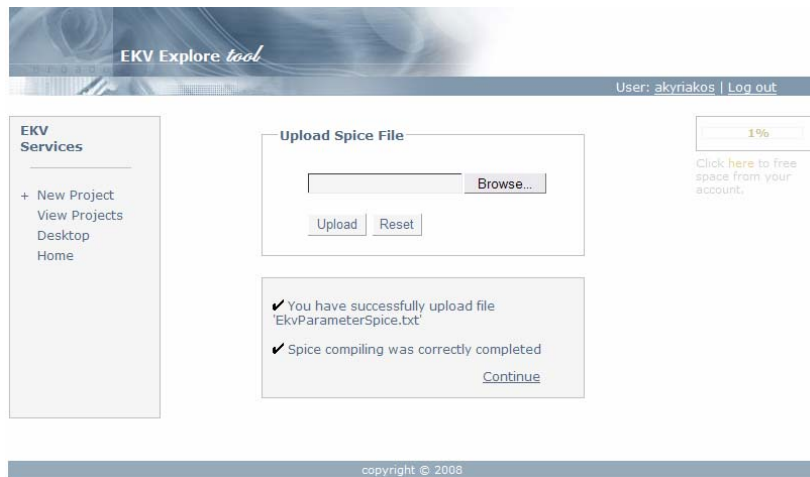 EKV Explore tool
User: akyriakos | Log out
EKV
Services
+ New Project
View Projects
Desktop
Home
Upload Spice File
Browse...
Upload Reset
✔ You have successfully upload file
'EkvParameterSpice.txt'
✔ Spice compiling was correctly completed
Continue
1%
Click here to free
space from your
account.
copyright © 2008